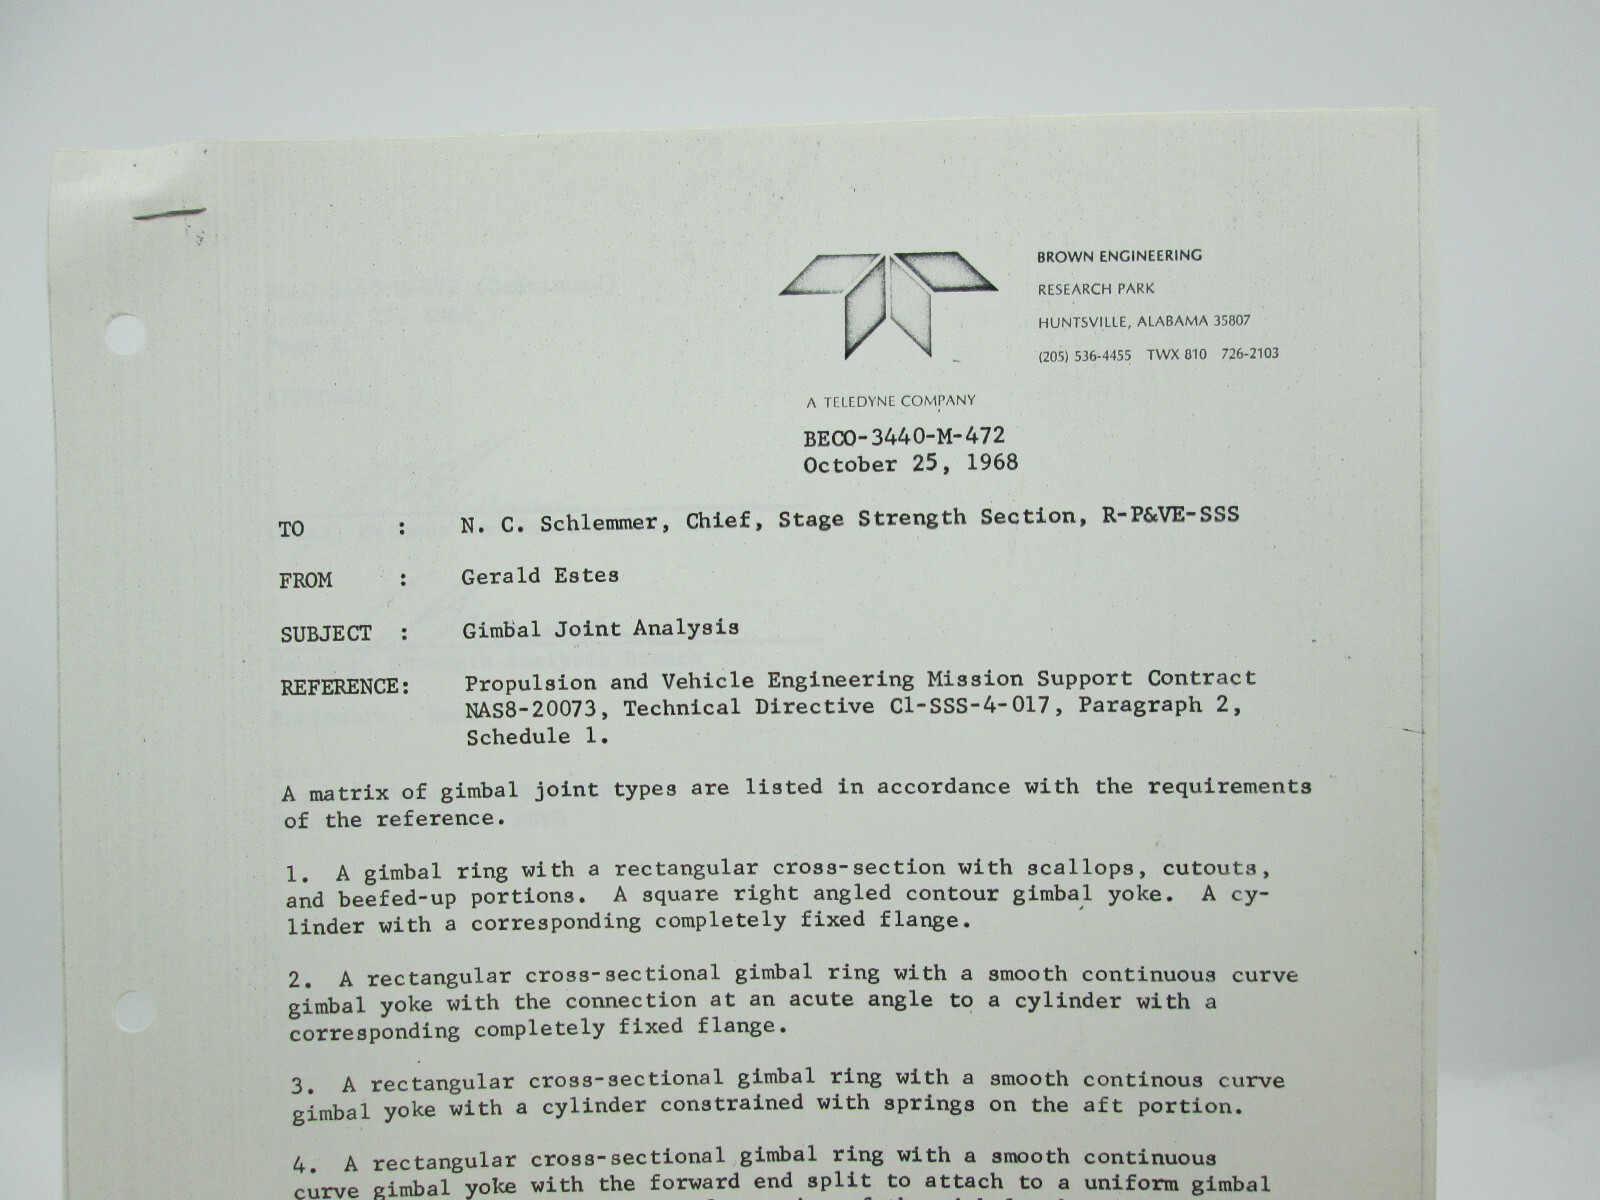 BROWN ENGINEERING
RESEARCH PARK
HUNTSVILLE, ALABAMA 35807
(205) 536-4455 TWX 810 726-2103
A TELEDYNE COMPANY
BECO-3440-M-472
October 25, 1968
TO : N. C. Schlemmer, Chief, Stage Strength Section, R-P&VE-SSS
FROM : Gerald Estes
SUBJECT : Gimbal Joint Analysis
REFERENCE: Propulsion and Vehicle Engineering Mission Support Contract
NAS8-20073, Technical Directive C1-SSS-4-017, Paragraph 2,
Schedule 1.
A matrix of gimbal joint types are listed in accordance with the requirements
of the reference.
1. A gimbal ring with a rectangular cross-section with scallops, cutouts,
and beefed-up portions. A square right angled contour gimbal yoke. A cy-
linder with a corresponding completely fixed flange.
2. A rectangular cross-sectional gimbal ring with a smooth continuous curve
gimbal yoke with the connection at an acute angle to a cylinder with a
corresponding completely fixed flange.
3. A rectangular cross-sectional gimbal ring with a smooth continous curve
gimbal yoke with a cylinder constrained with springs on the aft portion.
4. A rectangular cross-sectional gimbal ring with a smooth continuous
curve gimbal yoke with the forward end split to attach to a uniform gimbal